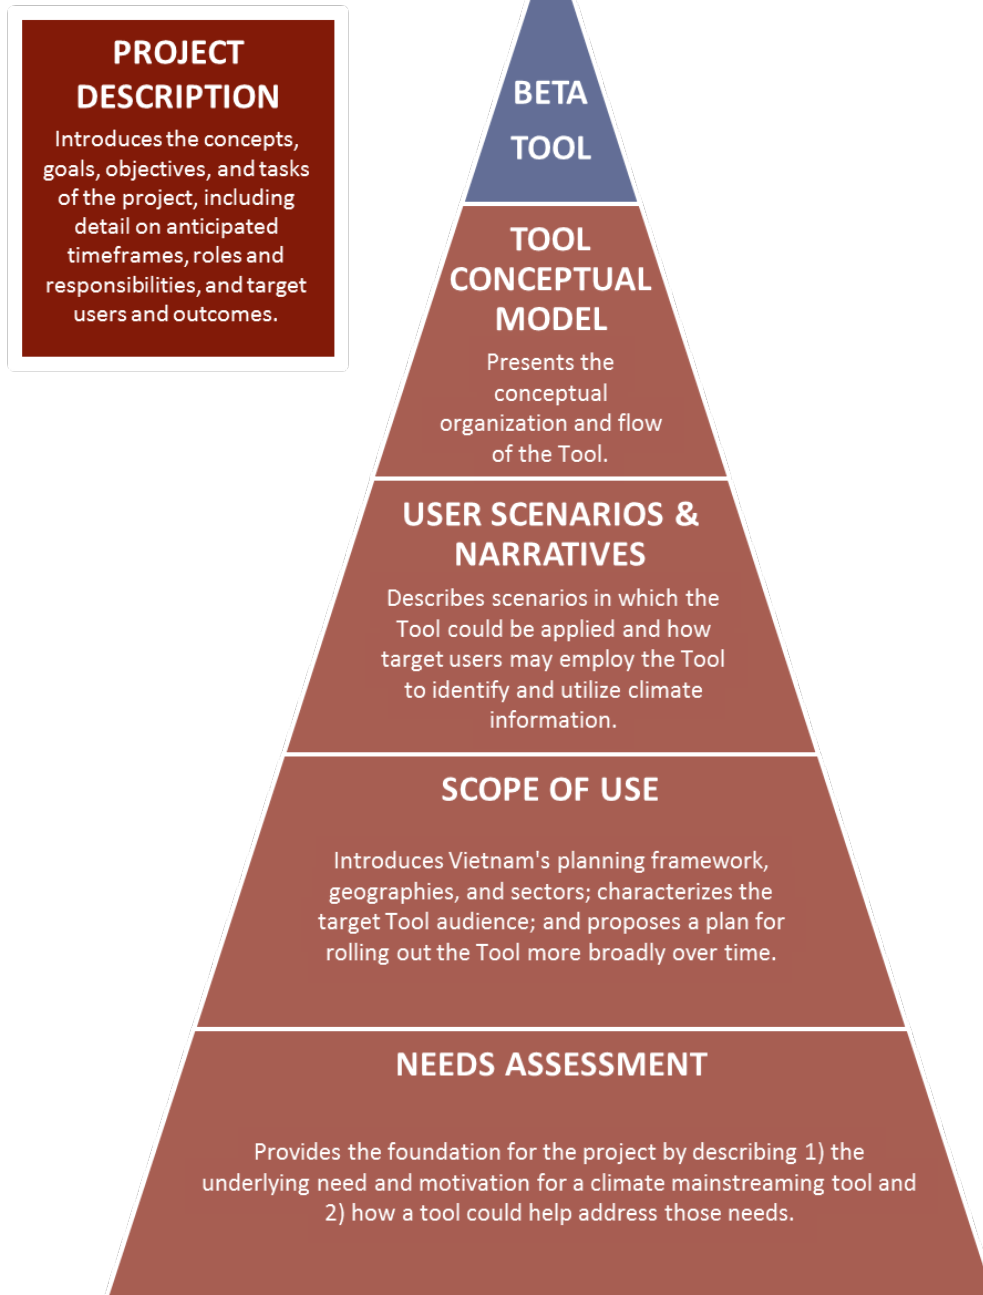 PROJECT
DESCRIPTION
Introduces the concepts,
goals, objectives, and tasks
of the project, including
detail on anticipated
timeframes, roles and
responsibilities, and target
users and outcomes.
BETA
TOOL
TOOL
CONCEPTUAL
MODEL
Presents the
conceptual
organization and flow
of the Tool.
USER SCENARIOS &
NARRATIVES
Describes scenarios in which the
Tool could be applied and how
target users may employ the Tool
to identify and utilize climate
information.
SCOPE OF USE
Introduces Vietnam's planning framework,
geographies, and sectors; characterizes the
target Tool audience; and proposes a plan for
rolling out the Tool more broadly over time.
NEEDS ASSESSMENT
Provides the foundation for the project by describing 1) the
underlying need and motivation for a climate mainstreaming tool and
2) how a tool could help address those needs.